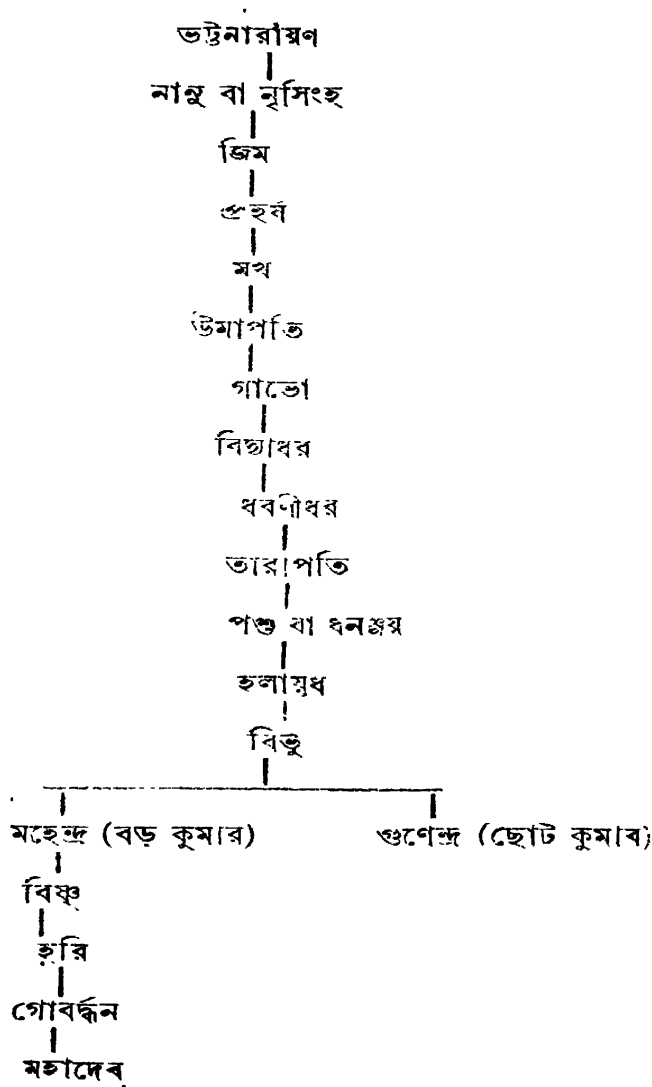 ভট্টনারায়ণ
নানু বা নৃসিংহ
জিম
প্রহর্ষ
মখ
উমাপতি
গাভো
বিদ্যাধর
ধরণীধর
তারাপতি
পশু বা ধনঞ্জয়
হলায়ুধ
বিভু
মহেন্দ্র (বড় কুমার) গুণেন্দ্র (ছোট কুমার)
বিষ্ণু
হরি
গোবর্দ্ধন
মহাদেব